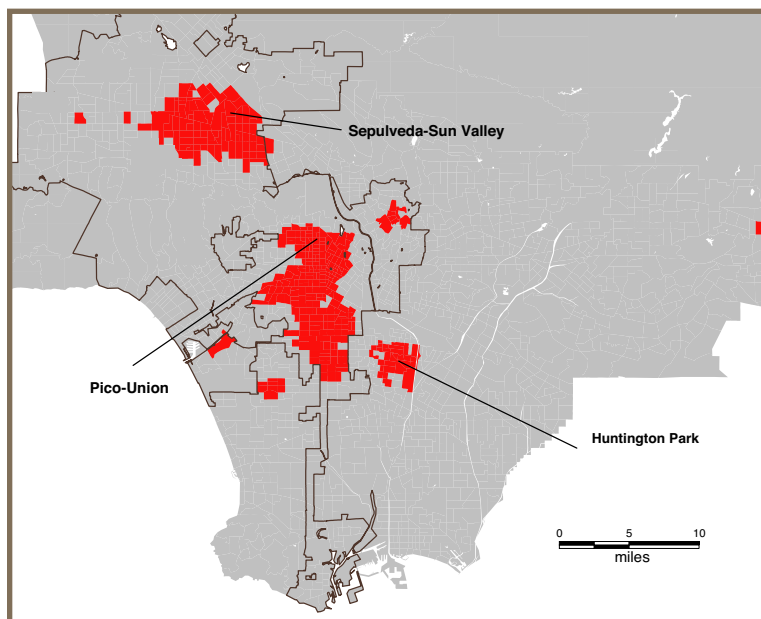 Sepulveda-Sun Valley
Pico-Union
Huntington Park
0 5 10
miles